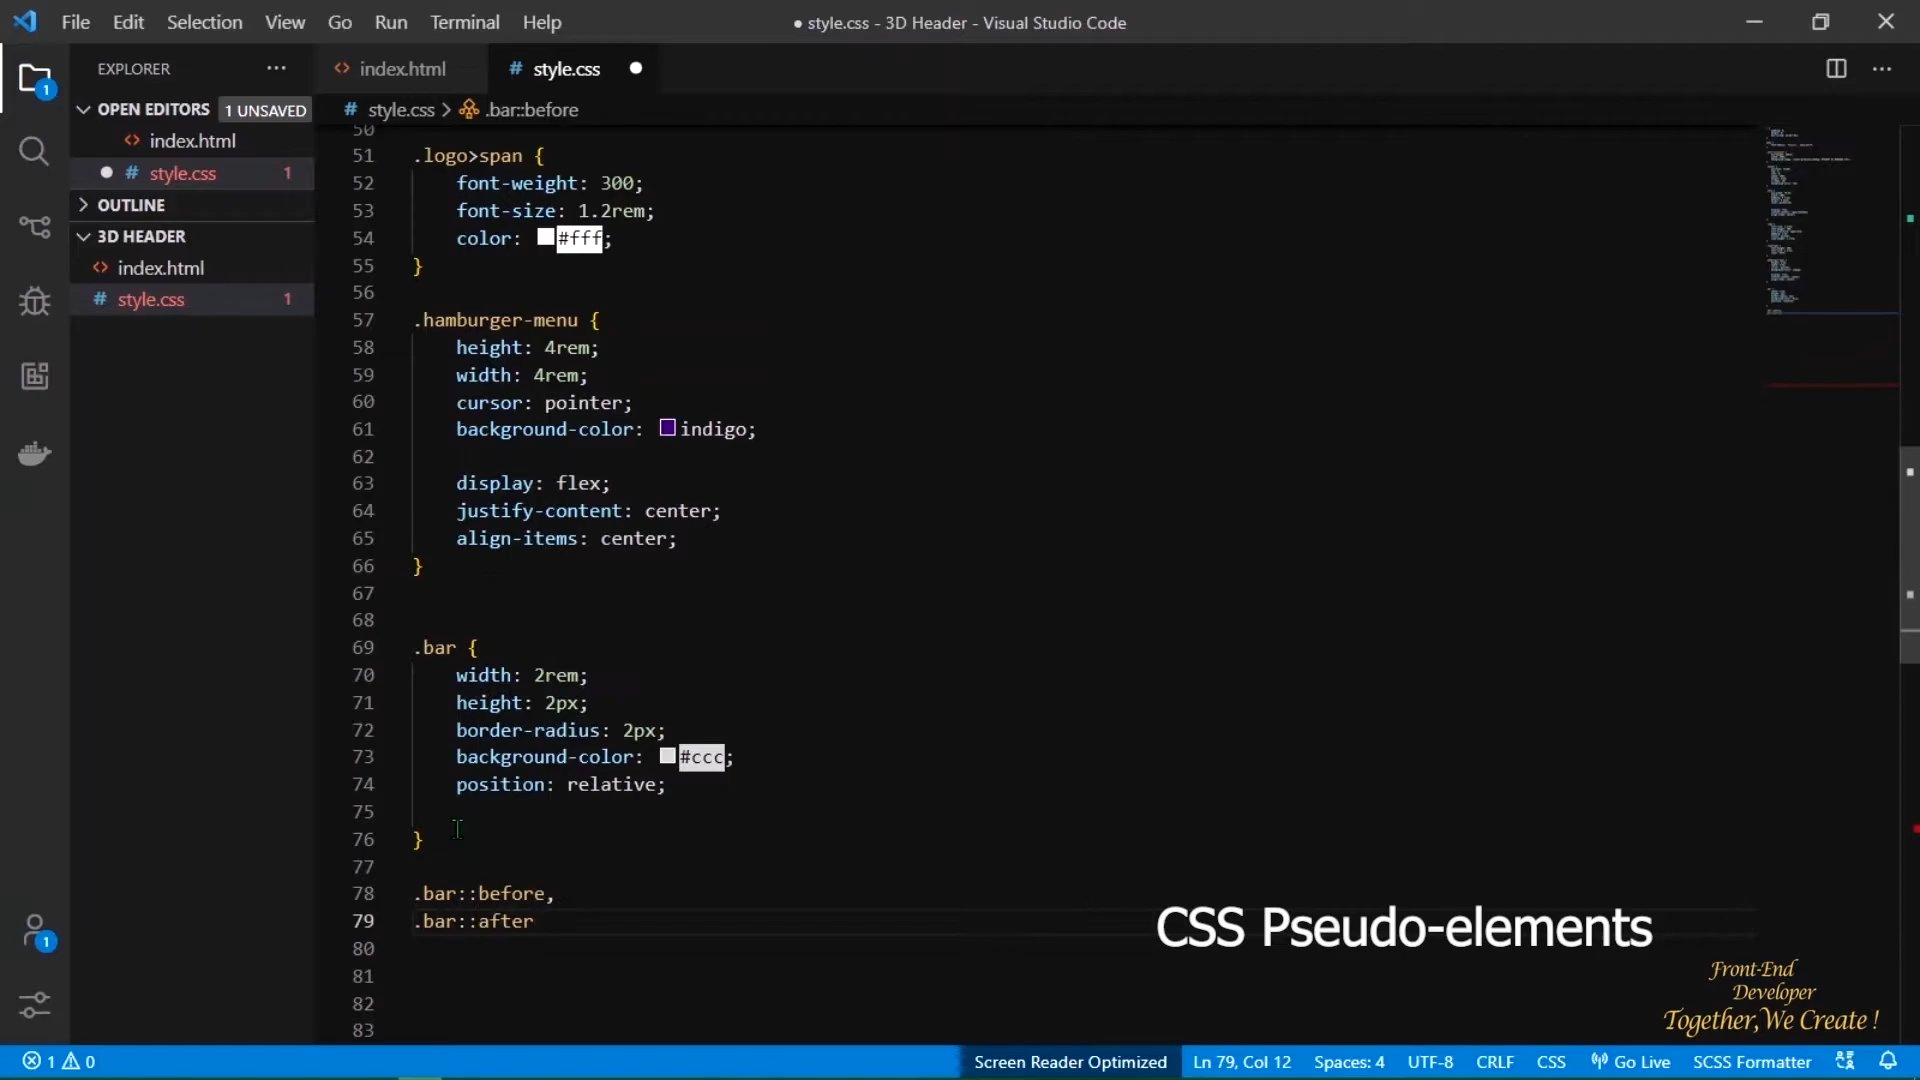 File Edit Selection View Go Run Terminal Help
● style.css - 3D Header - Visual Studio Code
EXPLORER
index.html
style.css
OPEN EDITORS 1 UNSAVED
index.html
style.css 1
OUTLINE
3D HEADER
index.html
style.css 1
1
1
style.css > .bar::before
50
51 .logo>span {
52 font-weight: 300;
53 font-size: 1.2rem;
54 color: #fff;
55 }
56
57 .hamburger-menu {
58 height: 4rem;
59 width: 4rem;
60 cursor: pointer;
61 background-color: indigo;
62
63 display: flex;
64 justify-content: center;
65 align-items: center;
66 }
67
68
69 .bar {
70 width: 2rem;
71 height: 2px;
72 border-radius: 2px;
73 background-color: #ccc;
74 position: relative;
75
76 }
77
78 .bar::before,
79 .bar::after
80
81
82
83
CSS Pseudo-elements
Front-End
Developer
Together,We Create !
1 0
Screen Reader Optimized Ln 79, Col 12 Spaces: 4 UTF-8 CRLF CSS Go Live SCSS Formatter